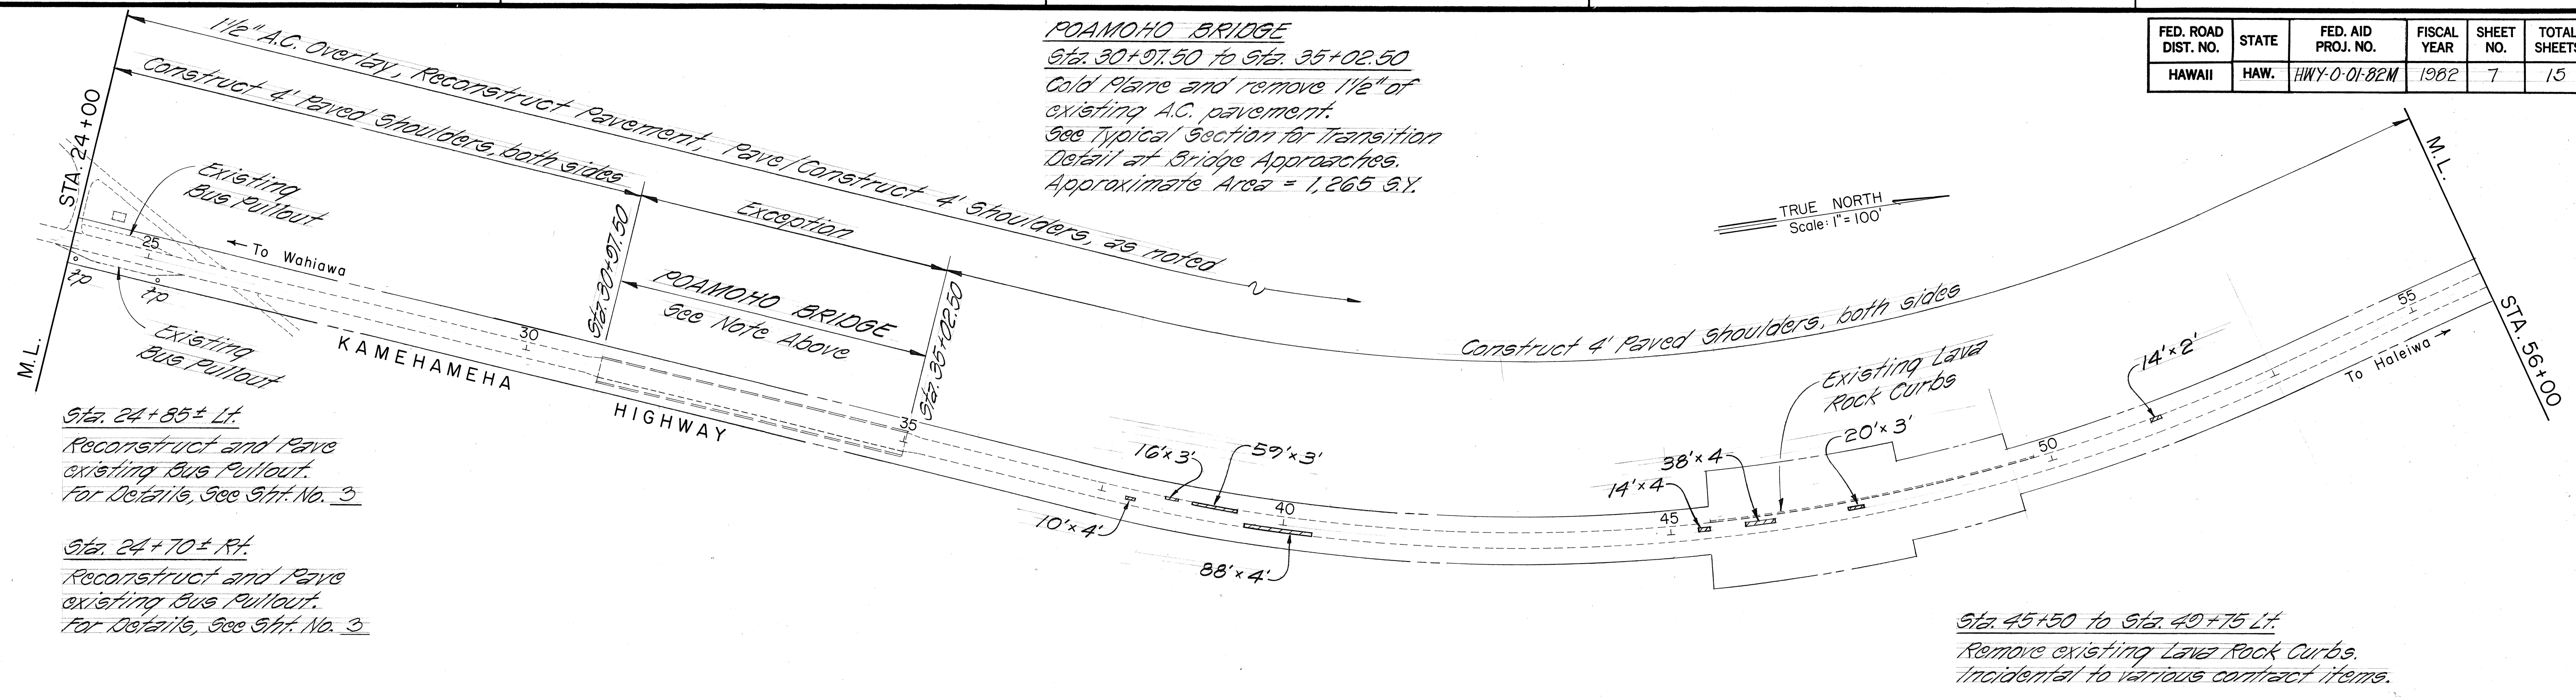 FED. ROAD DIST. NO. STATE FED. AID PROJ. NO. FISCAL YEAR SHEET NO. TOTAL SHEETS
HAWAII HAW. HWY-0-01-82M 1982 7 15
1½" A.C. Overlay, Reconstruct Pavement, Pave/Construct 4' Shoulders, as noted
Construct 4' Paved Shoulders, both sides
Exception
POAMOHO BRIDGE
Sta. 30+97.50 to Sta. 35+02.50
Cold Plane and remove 1½" of
existing A.C. pavement.
See Typical Section for Transition
Detail at Bridge Approaches.
Approximate Area = 1,265 S.Y.
TRUE NORTH
Scale: 1" = 100'
M.L.
STA. 24+00
Existing
Bus Pullout
25
← To Wahiawa
tp
tp
Existing
Bus Pullout
30
KAMEHAMEHA
HIGHWAY
Sta. 30+97.50
POAMOHO BRIDGE
See Note Above
Sta. 35+02.50
35
Construct 4' Paved Shoulders, both sides
10'x4'
16'x3'
59'x3'
40
88'x4'
45
14'x4
38'x4
Existing Lava
Rock Curbs
20'x3'
50
14'x2'
55
To Haleiwa →
M.L.
STA. 56+00
Sta. 24+85± Lt.
Reconstruct and Pave
existing Bus Pullout.
For Details, See Sht. No. 3
Sta. 24+70± Rt.
Reconstruct and Pave
existing Bus Pullout.
For Details, See Sht. No. 3
Sta. 45+50 to Sta. 49+75 Lt.
Remove existing Lava Rock Curbs.
Incidental to various contract items.